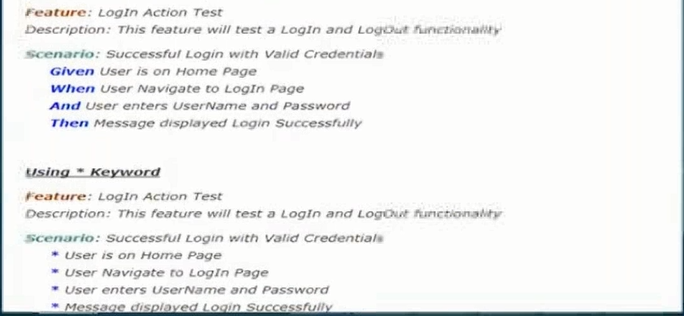 Feature: LogIn Action Test
Description: This feature will test a LogIn and LogOut functionality
Scenario: Successful Login with Valid Credentials
Given User is on Home Page
When User Navigate to LogIn Page
And User enters UserName and Password
Then Message displayed Login Successfully
Using * Keyword
Feature: LogIn Action Test
Description: This feature will test a LogIn and LogOut functionality
Scenario: Successful Login with Valid Credentials
* User is on Home Page
* User Navigate to LogIn Page
* User enters UserName and Password
* Message displayed Login Successfully